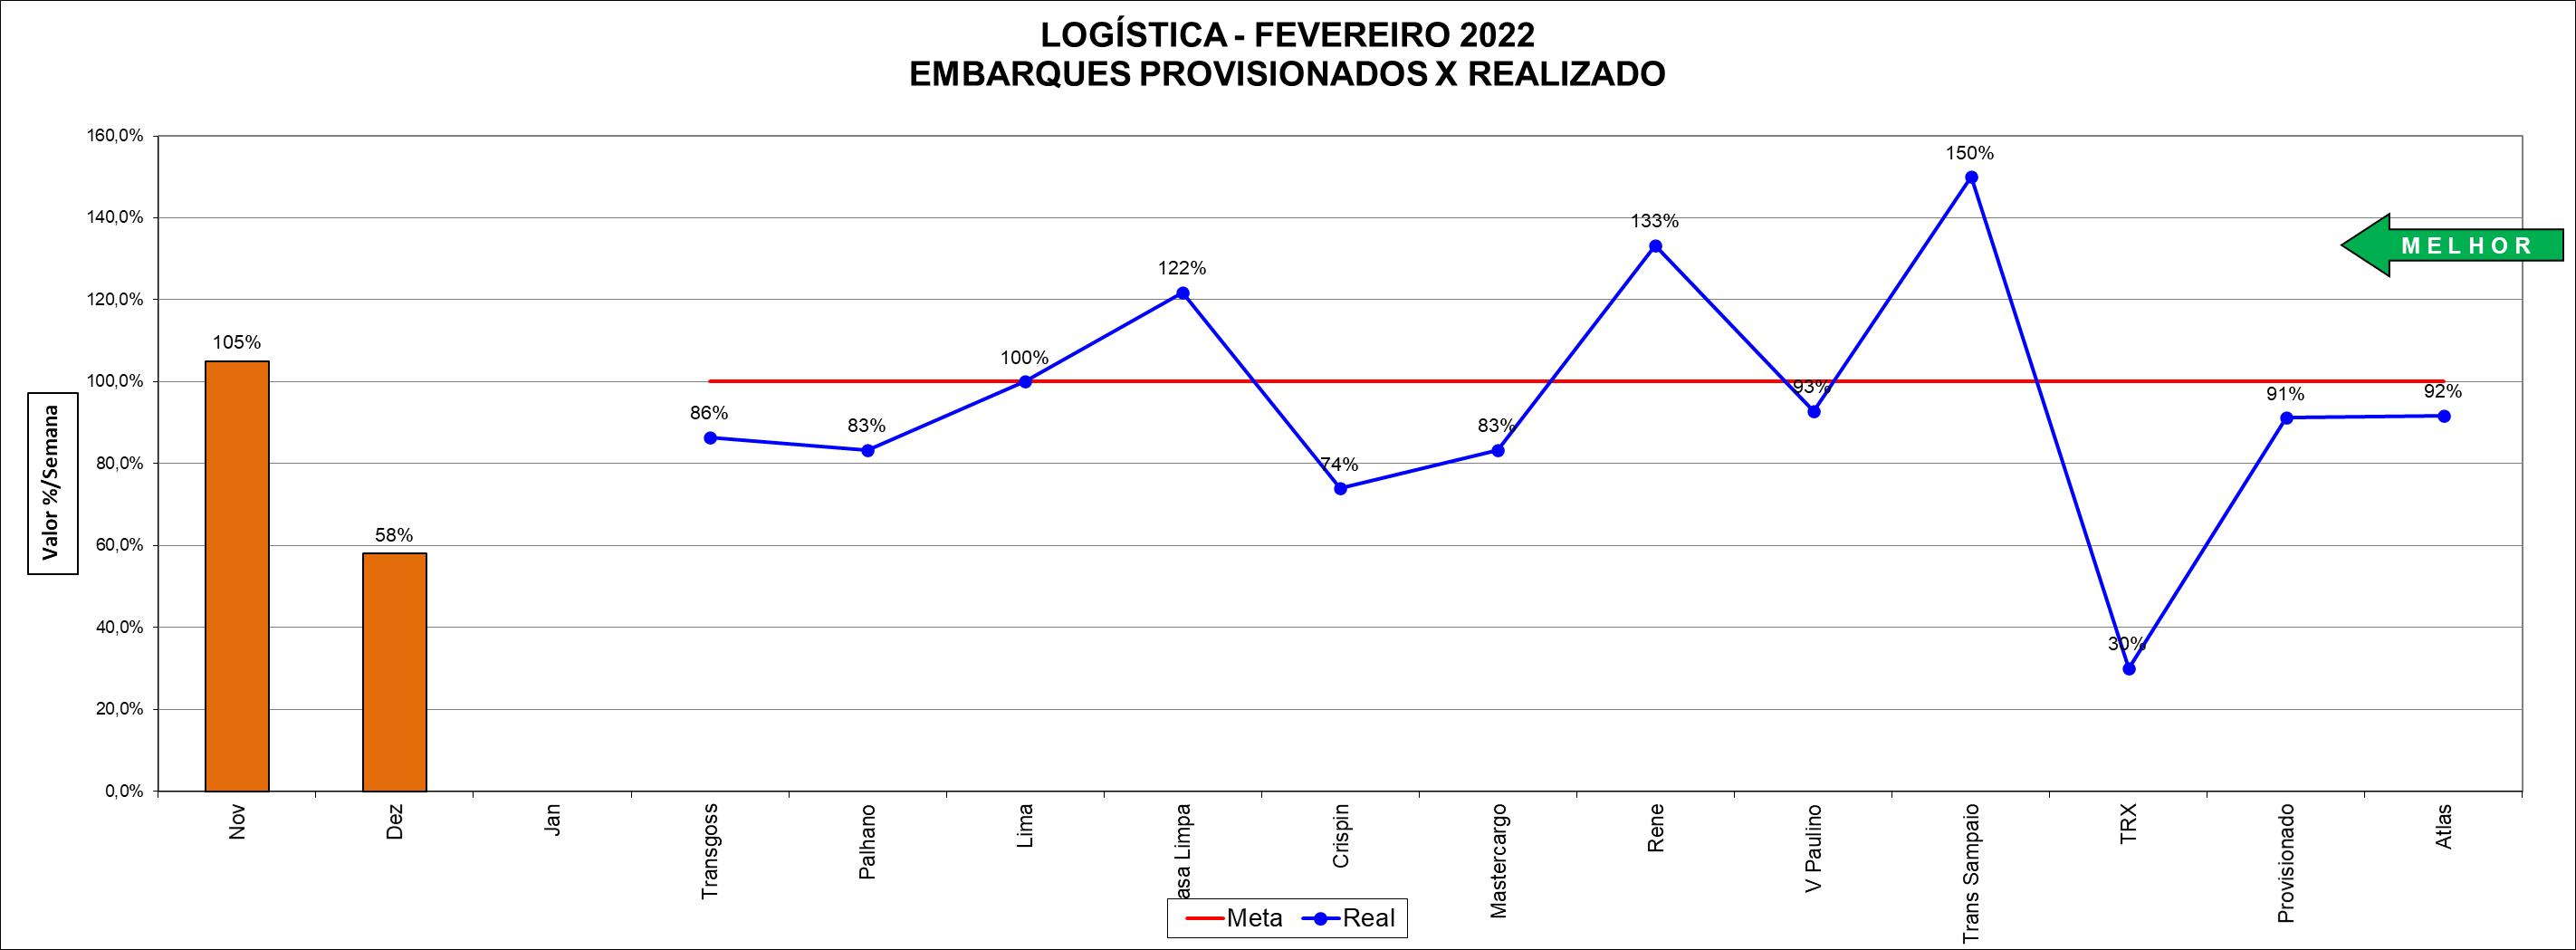 LOGÍSTICA - FEVEREIRO 2022
EMBARQUES PROVISIONADOS X REALIZADO
160,0%
140,0%
120,0%
100,0%
80,0%
60,0%
40,0%
20,0%
0,0%
Valor %/Semana
105%
58%
86%
83%
100%
122%
74%
83%
133%
93%
150%
30%
91%
92%
MELHOR
Nov
Dez
Jan
Transgoss
Palhano
Lima
asa Limpa
Crispin
Mastercargo
Rene
V Paulino
Trans Sampaio
TRX
Provisionado
Atlas
Meta
Real